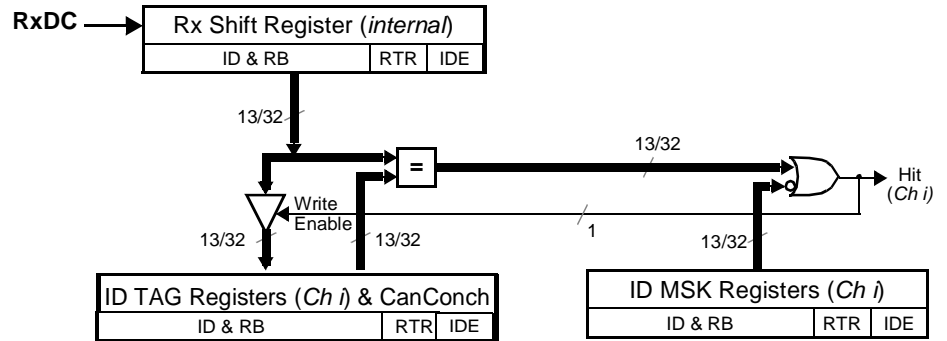 RxDC
Rx Shift Register (internal)
ID & RB RTR IDE
13/32
13/32
=
Hit
(Ch i)
Write
Enable
1
13/32
13/32
13/32
ID TAG Registers (Ch i) & CanConch
ID & RB RTR IDE
ID MSK Registers (Ch i)
ID & RB RTR IDE